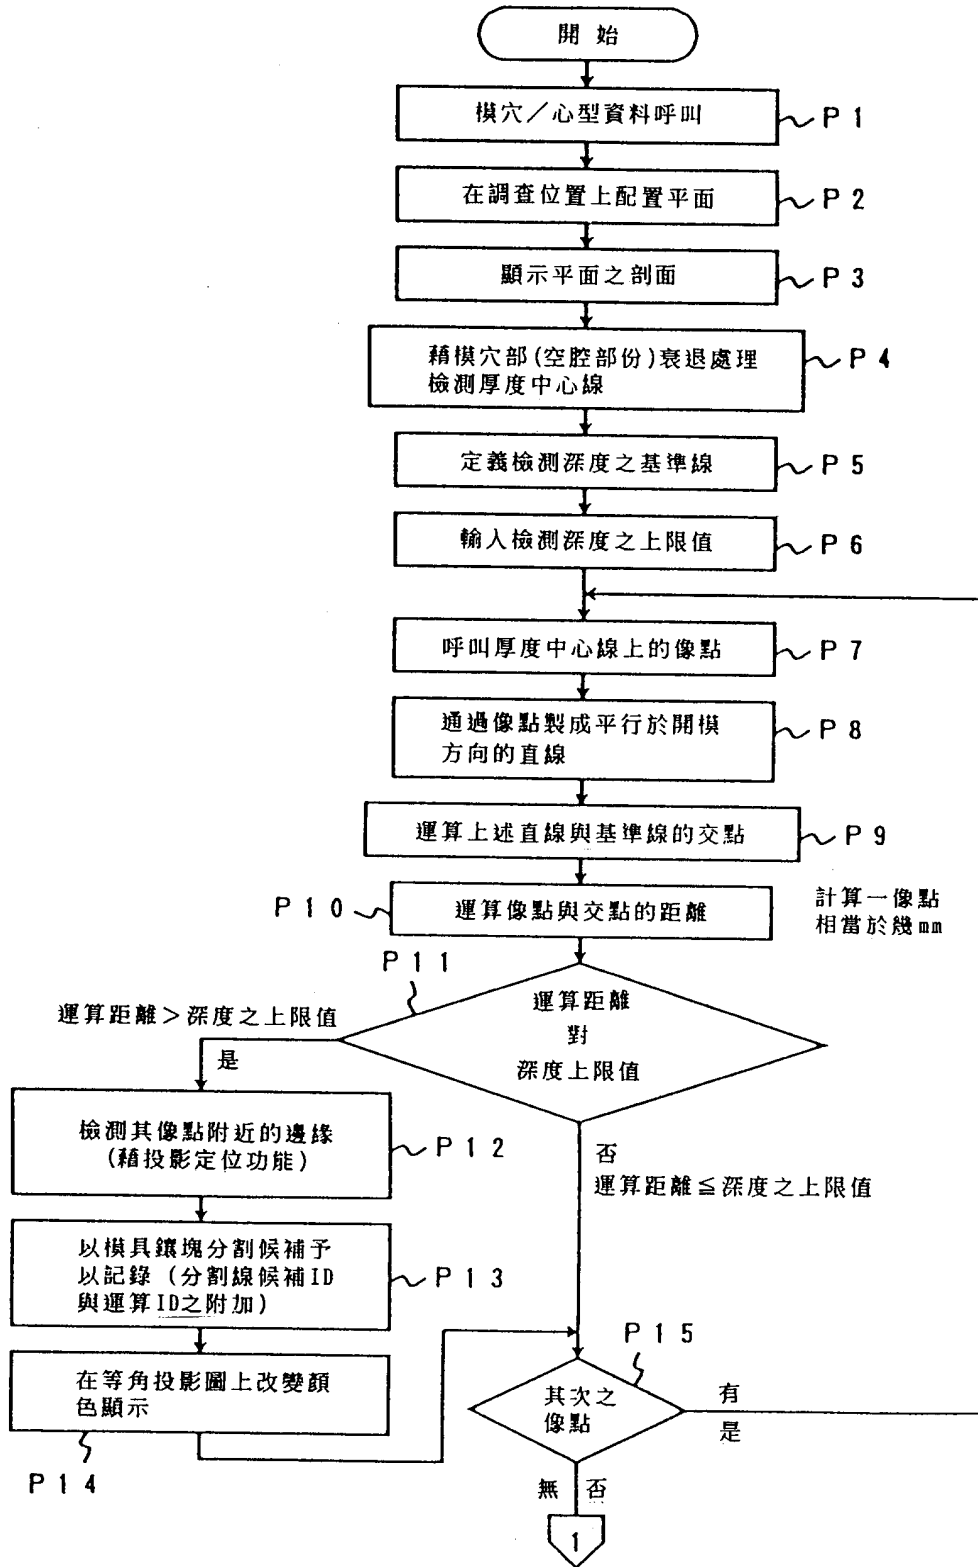 開始
模穴／心型資料呼叫
P1
在調查位置上配置平面
P2
顯示平面之剖面
P3
藉模穴部(空腔部份)衰退處理
檢測厚度中心線
P4
定義檢測深度之基準線
P5
輸入檢測深度之上限值
P6
呼叫厚度中心線上的像點
P7
通過像點製成平行於開模
方向的直線
P8
運算上述直線與基準線的交點
P9
P10
運算像點與交點的距離
計算一像點
相當於幾mm
P11
運算距離
對
深度上限值
運算距離＞深度之上限值
是
檢測其像點附近的邊緣
(藉投影定位功能)
P12
否
運算距離≦深度之上限值
以模具鑲塊分割候補予
以記錄(分割線候補ID
與運算ID之附加)
P13
在等角投影圖上改變顏
色顯示
P14
P15
其次之
像點
有
是
無 否
1